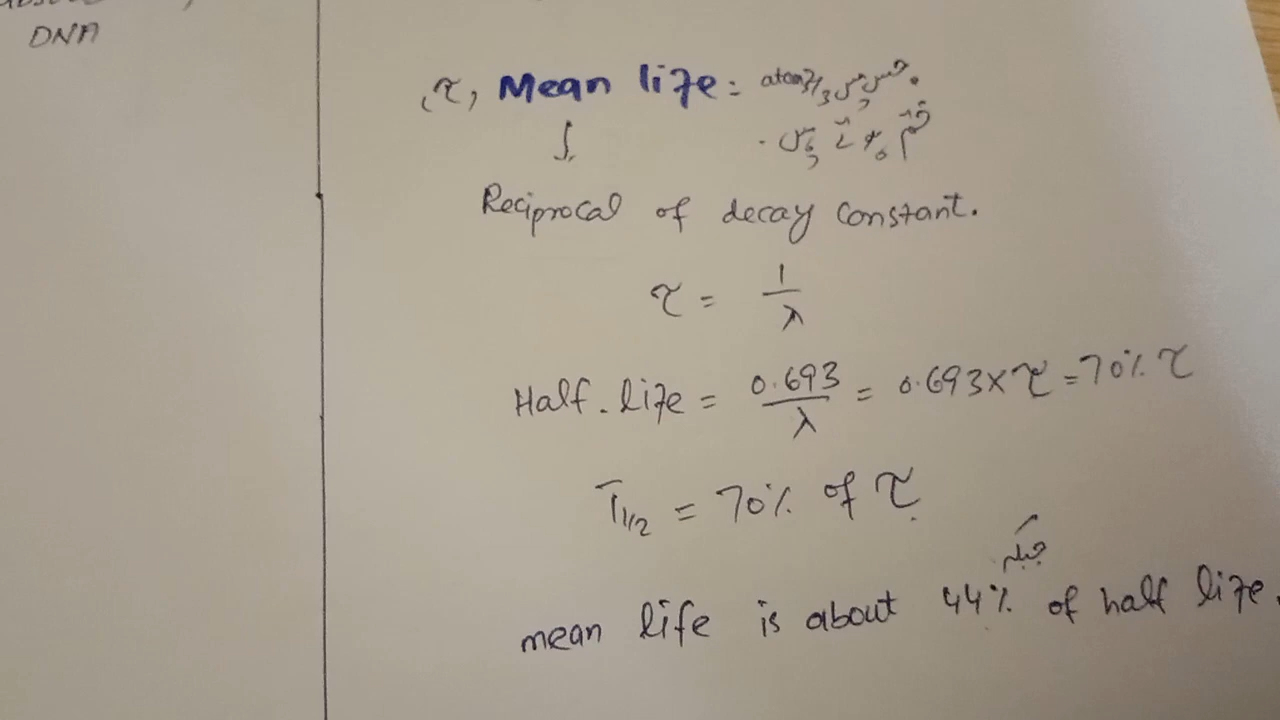 DNA
τ, Mean life:
Reciprocal of decay constant.
τ = 1/λ
Half-life = 0.693/λ = 0.693×τ = 70% τ
T1/2 = 70% of τ
جبکہ
mean life is about 44% of half life.